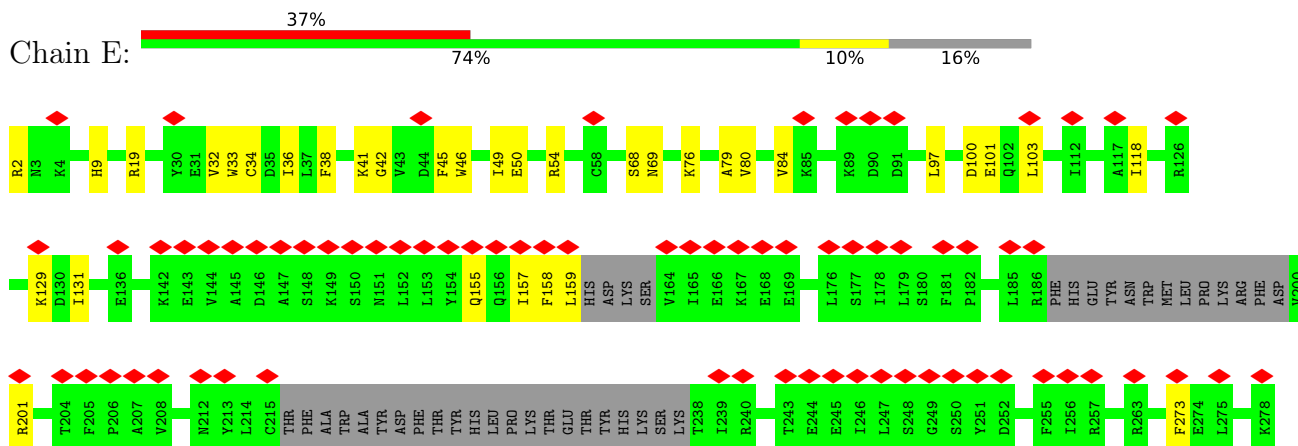 37%
Chain E:
74% 10% 16%
R2 N3 K4 H9 R19 Y30 E31 V32 W33 C34 D35 I36 L37 F38 K41 G42 V43 D44 F45 W46 I49 E50 R54 C58 S68 N69 K76 A79 V80 V84 K85 K89 D90 D91 L97 D100 E101 Q102 L103 I112 A117 I118 R126
K129 D130 I131 E136 K142 E143 V144 A145 D146 A147 S148 K149 S150 N151 L152 L153 Y154 Q155 Q156 I157 F158 L159 HIS ASP LYS SER V164 I165 E166 K167 E168 E169 L176 S177 I178 L179 S180 F181 P182 L185 R186 PHE HIS GLU TYR ASN TRP MET LEU PRO LYS ARG PHE ASP V200
R201 T204 F205 P206 A207 V208 N212 Y213 L214 C215 THR PHE ALA TRP ALA TYR ASP PHE THR TYR HIS LEU PRO LYS THR GLU THR TYR HIS LYS SER LYS T238 I239 R240 T243 E244 E245 I246 L247 S248 G249 S250 Y251 D252 F255 I256 R257 R263 F273 E274 L275 K278